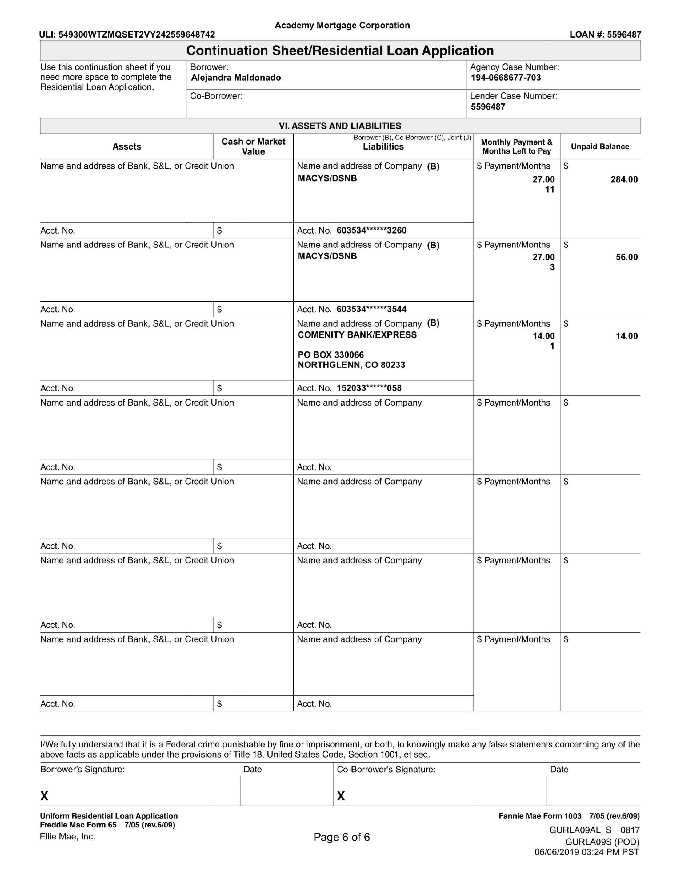 Academy Mortgage Corporation
ULI: 549300WTZMQSET2VY242559648742 LOAN #: 5596487
Continuation Sheet/Residential Loan Application
Use this continuation sheet if you need more space to complete the Residential Loan Application.
Borrower:
Alejandra Maldonado
Agency Case Number:
194-0668677-703
Co-Borrower:
Lender Case Number:
5596487
VI. ASSETS AND LIABILITIES
Borrower (B), Co-Borrower (C), Joint (J)
Assets Cash or Market Value Liabilities Monthly Payment & Months Left to Pay Unpaid Balance
Name and address of Bank, S&L, or Credit Union Name and address of Company (B) $ Payment/Months $
MACYS/DSNB 27.00 284.00
11
Acct. No. $ Acct. No. 603534******3260
Name and address of Bank, S&L, or Credit Union Name and address of Company (B) $ Payment/Months $
MACYS/DSNB 27.00 56.00
3
Acct. No. $ Acct. No. 603534******3544
Name and address of Bank, S&L, or Credit Union Name and address of Company (B) $ Payment/Months $
COMENITY BANK/EXPRESS 14.00 14.00
1
PO BOX 330066
NORTHGLENN, CO 80233
Acct. No. $ Acct. No. 152033******058
Name and address of Bank, S&L, or Credit Union Name and address of Company $ Payment/Months $
Acct. No. $ Acct. No.
Name and address of Bank, S&L, or Credit Union Name and address of Company $ Payment/Months $
Acct. No. $ Acct. No.
Name and address of Bank, S&L, or Credit Union Name and address of Company $ Payment/Months $
Acct. No. $ Acct. No.
Name and address of Bank, S&L, or Credit Union Name and address of Company $ Payment/Months $
Acct. No. $ Acct. No.
I/We fully understand that it is a Federal crime punishable by fine or imprisonment, or both, to knowingly make any false statements concerning any of the
above facts as applicable under the provisions of Title 18, United States Code, Section 1001, et seq.
Borrower's Signature: Date Co-Borrower's Signature: Date
X X
Uniform Residential Loan Application
Freddie Mac Form 65 7/05 (rev.6/09) Fannie Mae Form 1003 7/05 (rev.6/09)
Ellie Mae, Inc. Page 6 of 6 GURLA09AL S 0817
GURLA09S (POD)
06/06/2019 03:24 PM PST